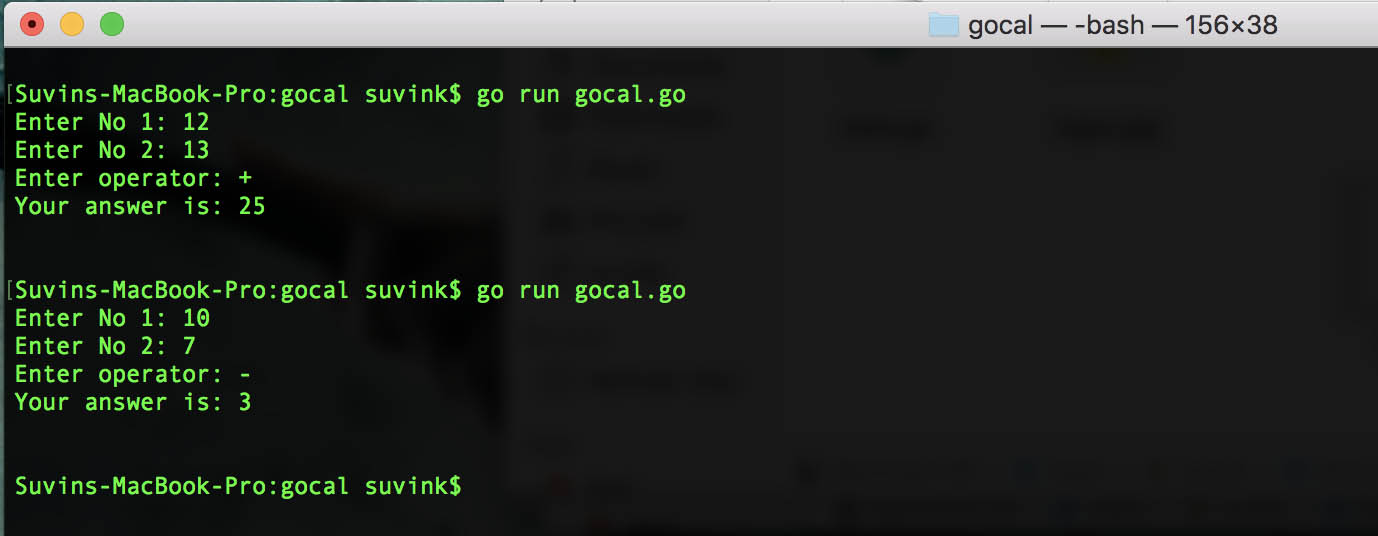 gocal — -bash — 156×38
[Suvins-MacBook-Pro:gocal suvink$ go run gocal.go
Enter No 1: 12
Enter No 2: 13
Enter operator: +
Your answer is: 25
[Suvins-MacBook-Pro:gocal suvink$ go run gocal.go
Enter No 1: 10
Enter No 2: 7
Enter operator: -
Your answer is: 3
Suvins-MacBook-Pro:gocal suvink$